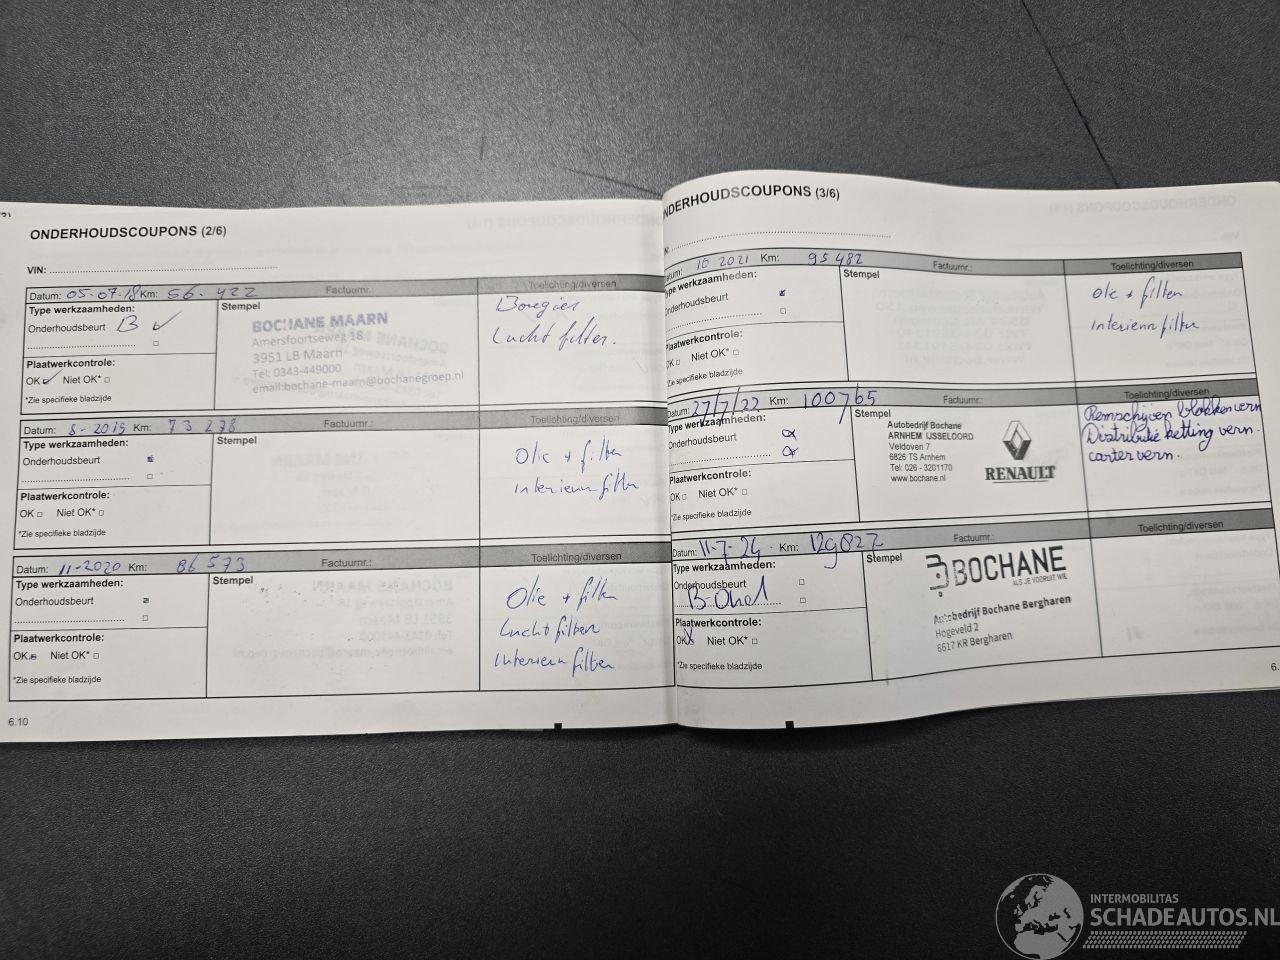 ONDERHOUDSCOUPONS (2/6)
VIN:
Datum: 05-07-18 Km: 56.422 Factuurnr.: Toelichting/diversen
Type werkzaamheden:
Onderhoudsbeurt B
Stempel
BOCHANE MAARN
Amersfoortseweg 18
3951 LB Maarn
Tel: 0343-449000
email:bochane-maarn@bochanegroep.nl
Bougies
Lucht filter.
Plaatwerkcontrole:
OK Niet OK*
*Zie specifieke bladzijde
Datum: 8-2019 Km: 73 278 Factuurnr.: Toelichting/diversen
Type werkzaamheden:
Onderhoudsbeurt
Stempel
Olie + filter
Interieur filter
Plaatwerkcontrole:
OK Niet OK*
*Zie specifieke bladzijde
Datum: 11-2020 Km: 86 573 Factuurnr.: Toelichting/diversen
Type werkzaamheden:
Onderhoudsbeurt
Stempel
Olie + filter
Lucht filter
Interieur filter
Plaatwerkcontrole:
OK Niet OK*
*Zie specifieke bladzijde
6.10
NDERHOUDSCOUPONS (3/6)
10 2021 Km: 95 482 Factuurnr.: Toelichting/diversen
Type werkzaamheden:
Onderhoudsbeurt
Stempel
Olie + filter
Interieur filter
Plaatwerkcontrole:
OK Niet OK*
*Zie specifieke bladzijde
Datum: 27/7/22 Km: 100765 Factuurnr.: Toelichting/diversen
Type werkzaamheden:
Onderhoudsbeurt
Stempel
Autobedrijf Bochane
ARNHEM IJSSELOORD
Veldoven 7
6826 TS Arnhem
Tel: 026 - 3201170
www.bochane.nl
RENAULT
Remschijven blokken vern
Distributie ketting vern.
carter vern.
Plaatwerkcontrole:
OK Niet OK*
*Zie specifieke bladzijde
Datum: 11-7-24 Km: 129827 Factuurnr.: Toelichting/diversen
Type werkzaamheden:
Onderhoudsbeurt
Stempel
BOCHANE
ALS JE VOORUIT WIL
Autobedrijf Bochane Bergharen
Hogeveld 2
6617 KR Bergharen
Plaatwerkcontrole:
OK Niet OK*
*Zie specifieke bladzijde
6.
INTERMOBILITAS
SCHADEAUTOS.NL